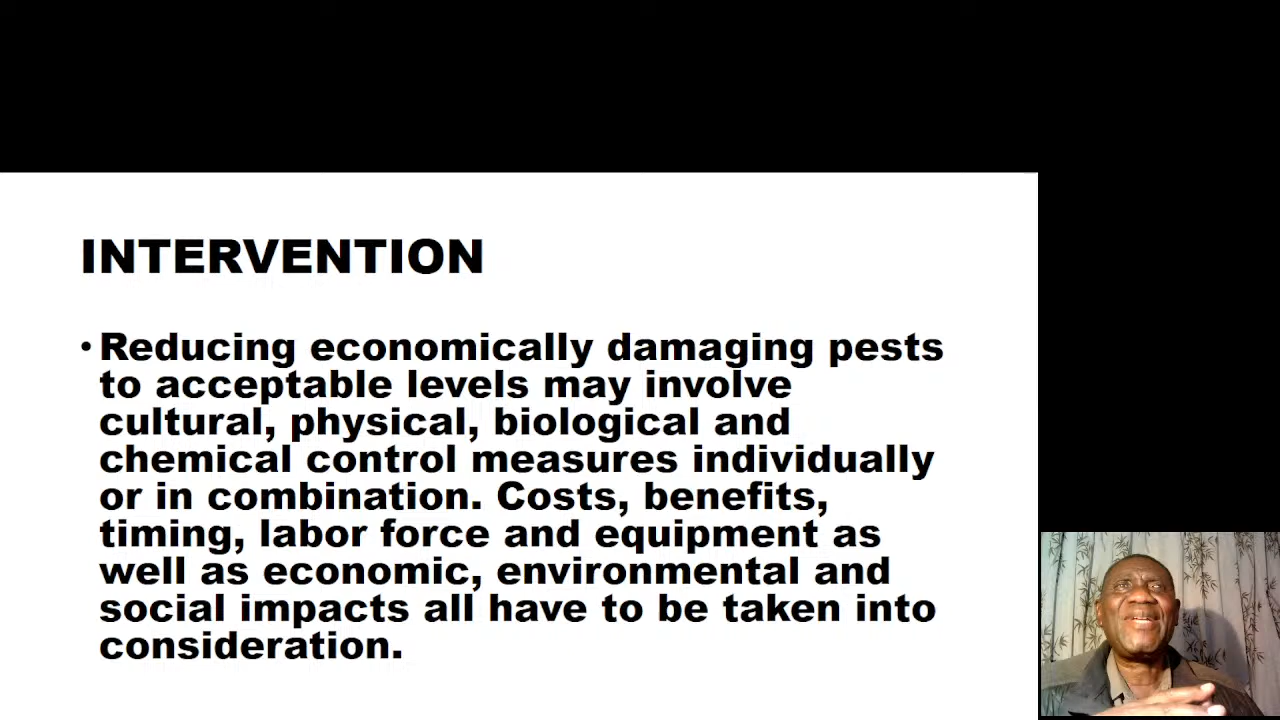 INTERVENTION
• Reducing economically damaging pests
to acceptable levels may involve
cultural, physical, biological and
chemical control measures individually
or in combination. Costs, benefits,
timing, labor force and equipment as
well as economic, environmental and
social impacts all have to be taken into
consideration.